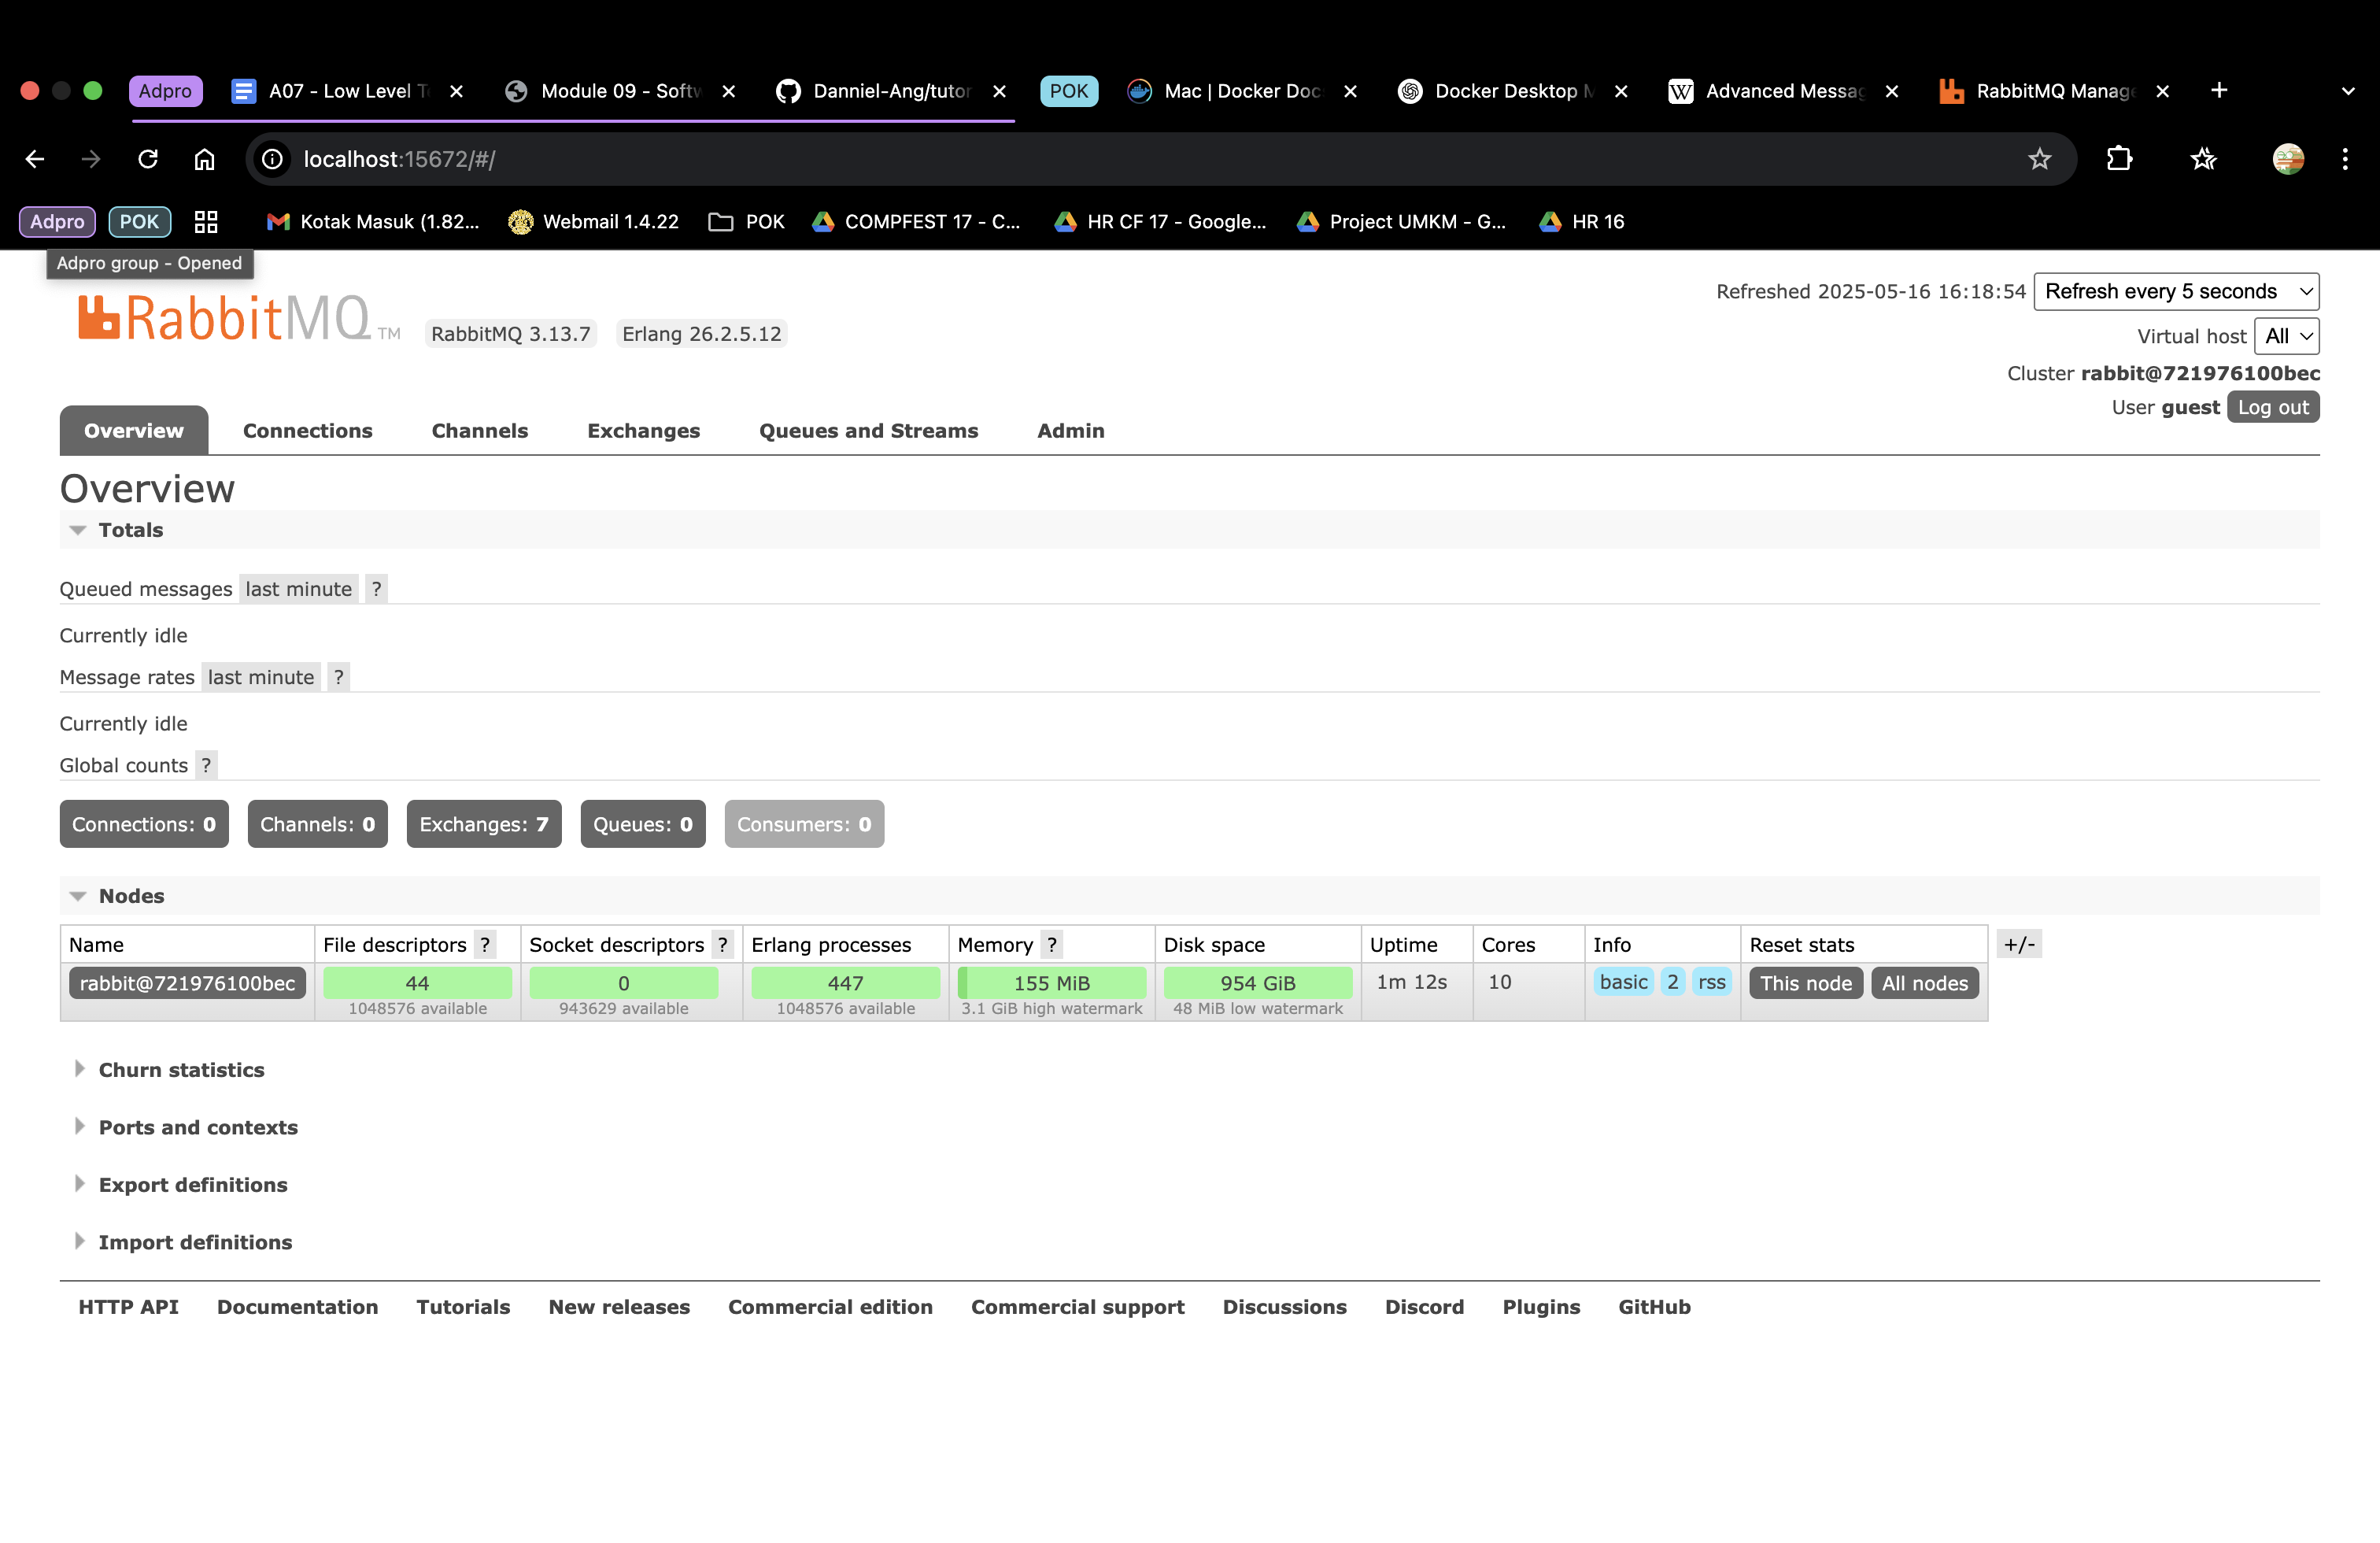 Adpro A07 - Low Level T Module 09 - Softw Danniel-Ang/tutor POK Mac | Docker Doc Docker Desktop M Advanced Messag RabbitMQ Manage
localhost:15672/#/
Adpro POK Kotak Masuk (1.82... Webmail 1.4.22 POK COMPFEST 17 - C... HR CF 17 - Google... Project UMKM - G... HR 16
Adpro group - Opened
Refreshed 2025-05-16 16:18:54 Refresh every 5 seconds
RabbitMQ TM RabbitMQ 3.13.7 Erlang 26.2.5.12
Virtual host All
Cluster rabbit@721976100bec
User guest Log out
Overview Connections Channels Exchanges Queues and Streams Admin
Overview
Totals
Queued messages last minute ?
Currently idle
Message rates last minute ?
Currently idle
Global counts ?
Connections: 0 Channels: 0 Exchanges: 7 Queues: 0 Consumers: 0
Nodes
Name File descriptors ? Socket descriptors ? Erlang processes Memory ? Disk space Uptime Cores Info Reset stats +/-
rabbit@721976100bec 44 0 447 155 MiB 954 GiB 1m 12s 10 basic 2 rss This node All nodes
1048576 available 943629 available 1048576 available 3.1 GiB high watermark 48 MiB low watermark
Churn statistics
Ports and contexts
Export definitions
Import definitions
HTTP API Documentation Tutorials New releases Commercial edition Commercial support Discussions Discord Plugins GitHub